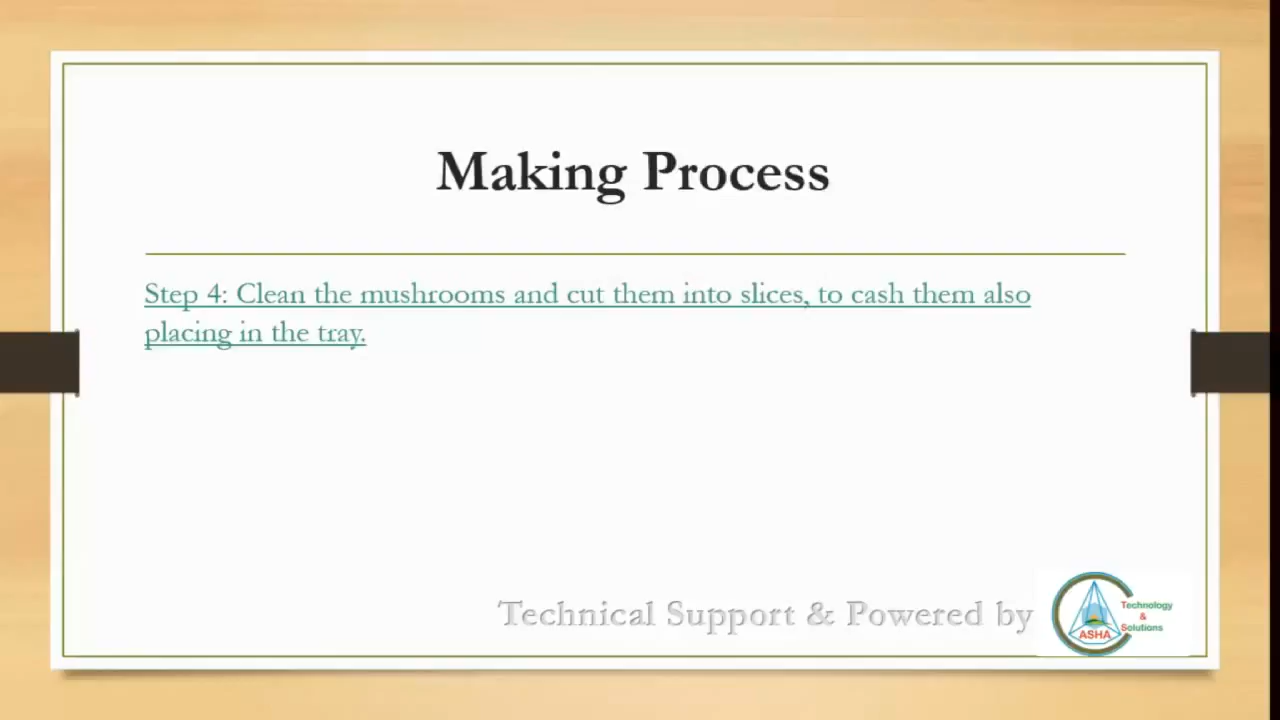 Making Process
Step 4: Clean the mushrooms and cut them into slices, to cash them also
placing in the tray.
Technical Support & Powered by
Technology
&
Solutions
ASHA